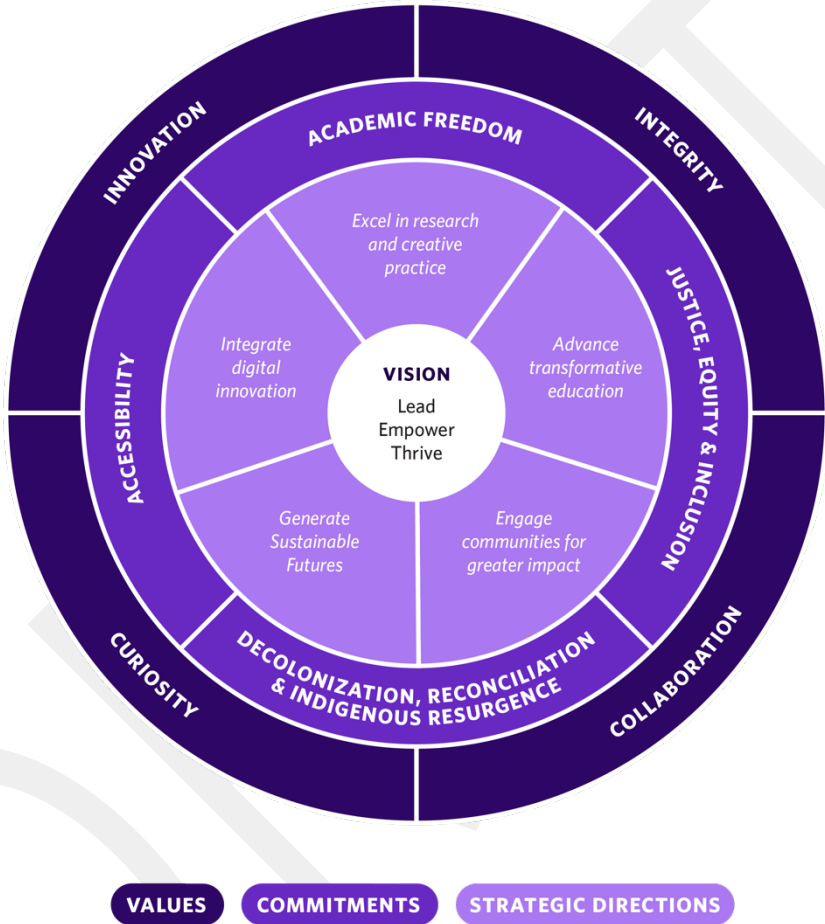 INNOVATION
INTEGRITY
ACADEMIC FREEDOM
Excel in research
and creative
practice
JUSTICE, EQUITY & INCLUSION
ACCESSIBILITY
Integrate
digital
innovation
Advance
transformative
education
VISION
Lead
Empower
Thrive
Generate
Sustainable
Futures
Engage
communities for
greater impact
DECOLONIZATION, RECONCILIATION
& INDIGENOUS RESURGENCE
CURIOSITY
COLLABORATION
VALUES
COMMITMENTS
STRATEGIC DIRECTIONS